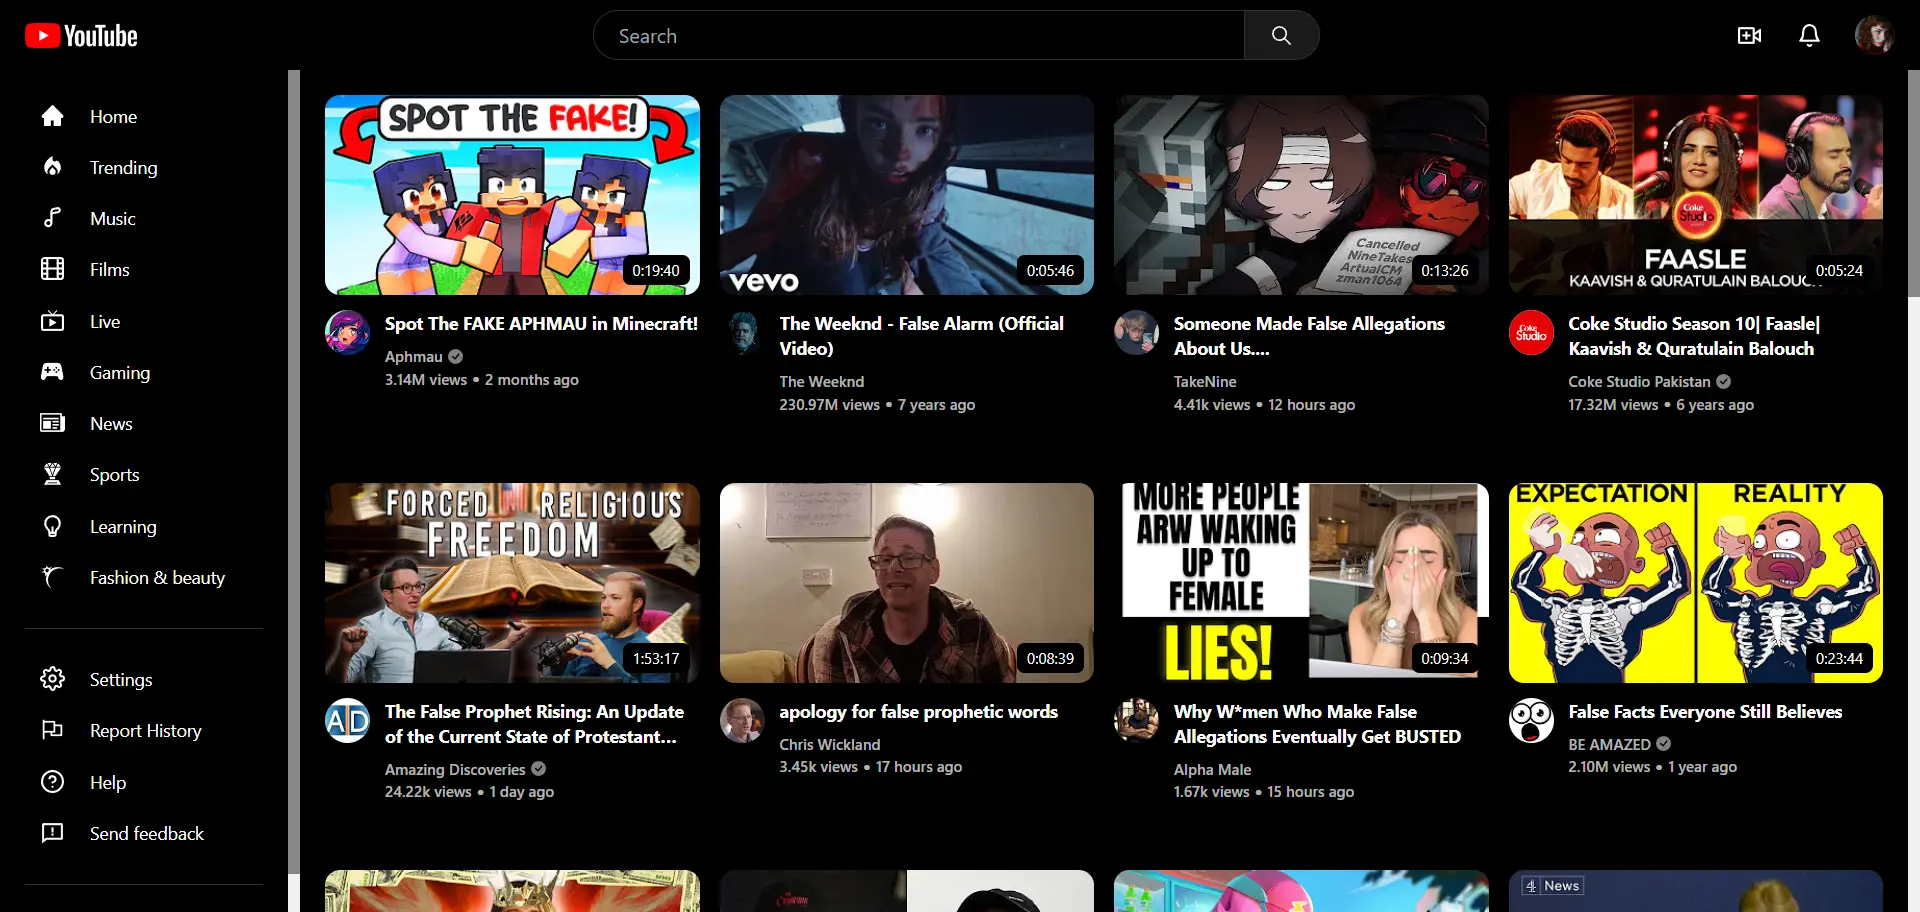 YouTube
Search
Home
Trending
Music
Films
Live
Gaming
News
Sports
Learning
Fashion & beauty
Settings
Report History
Help
Send feedback
SPOT THE FAKE!
0:19:40
Spot The FAKE APHMAU in Minecraft!
Aphmau
3.14M views • 2 months ago
vevo
0:05:46
The Weeknd - False Alarm (Official
Video)
The Weeknd
230.97M views • 7 years ago
Cancelled
NineTakes
ArtualCM
zman1064
0:13:26
Someone Made False Allegations
About Us....
TakeNine
4.41k views • 12 hours ago
Coke
Studio
FAASLE
KAAVISH & QURATULAIN BALOUCH
0:05:24
Coke
Studio
Coke Studio Season 10| Faasle|
Kaavish & Quratulain Balouch
Coke Studio Pakistan
17.32M views • 6 years ago
FORCED RELIGIOUS
FREEDOM
1:53:17
AD
The False Prophet Rising: An Update
of the Current State of Protestant...
Amazing Discoveries
24.22k views • 1 day ago
0:08:39
apology for false prophetic words
Chris Wickland
3.45k views • 17 hours ago
MORE PEOPLE
ARW WAKING
UP TO
FEMALE
LIES!
0:09:34
Why W*men Who Make False
Allegations Eventually Get BUSTED
Alpha Male
1.67k views • 15 hours ago
EXPECTATION REALITY
0:23:44
False Facts Everyone Still Believes
BE AMAZED
2.10M views • 1 year ago
4 News